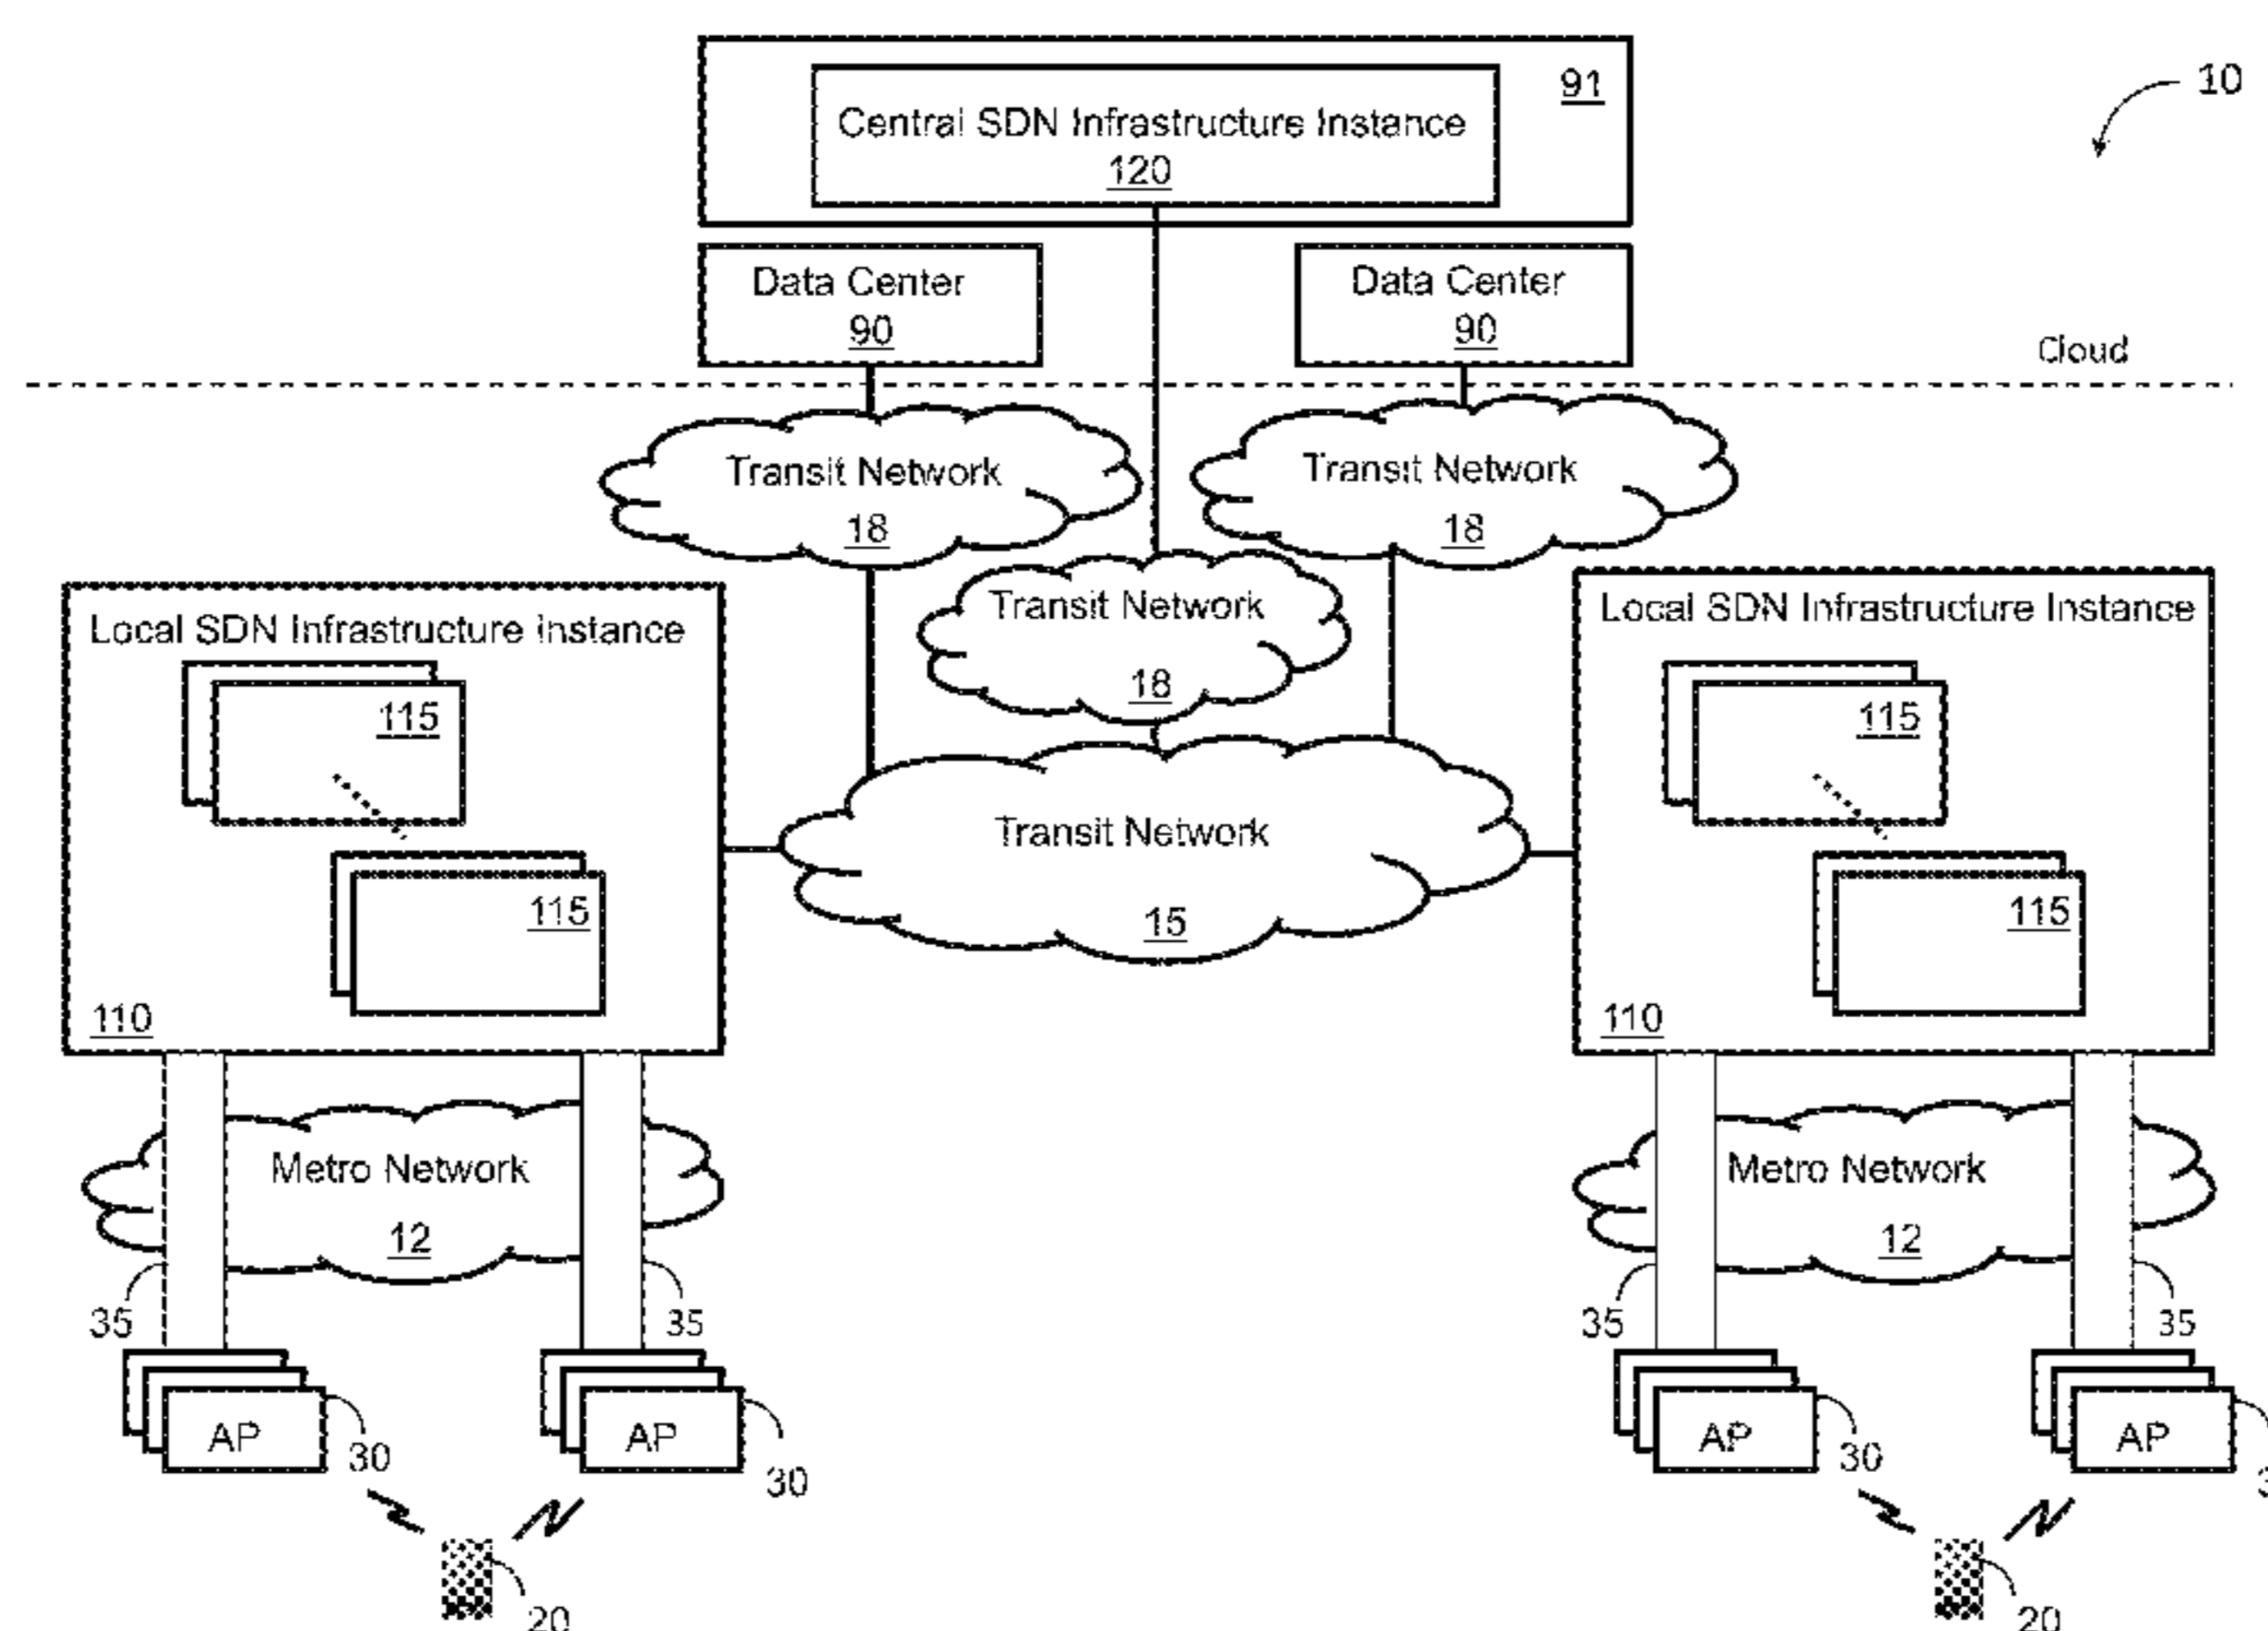 91
10
Central SDN Infrastructure Instance
120
Data Center
90
Data Center
90
Cloud
Transit Network
18
Transit Network
18
Transit Network
18
Local SDN Infrastructure Instance
115
115
110
Local SDN Infrastructure Instance
115
115
110
Transit Network
15
Metro Network
12
35
35
Metro Network
12
35
35
AP
30
AP
30
AP
30
AP
20
20